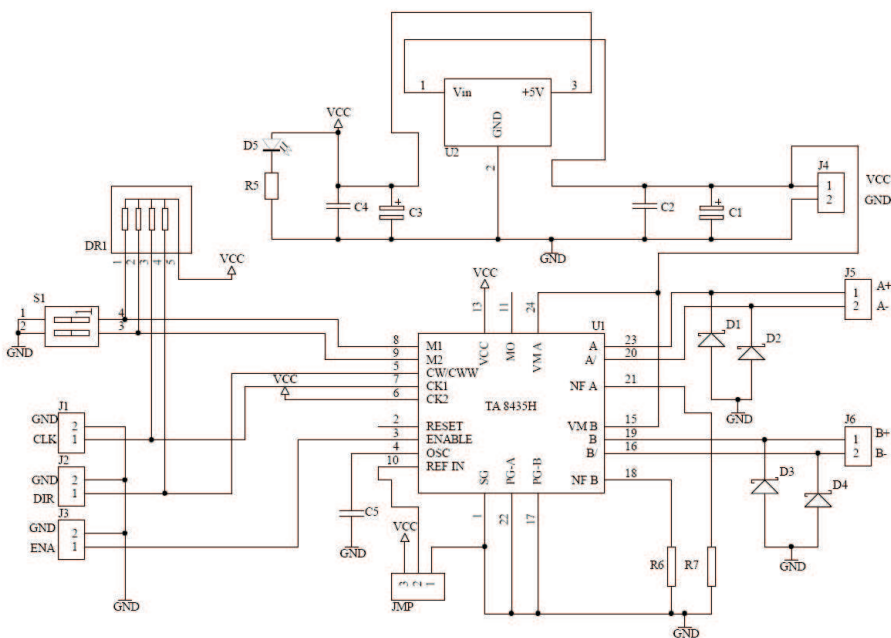 1 Vin +5V 3
GND
U2
2
VCC
D5
R5
C4
+
C3
C2
+
C1
J4
1 VCC
2 GND
GND
DR1
1 2 3 4 5
VCC
S1
1 4
2 3
GND
VCC
13 11 24 U1
VCC MO VM A
TA 8435H
8 M1
9 M2
5 CW/CWW
7 CK1
6 CK2
VCC
2 RESET
3 ENABLE
4 OSC
10 REF IN
A 23
A/ 20
NF A 21
VM B 15
B 19
B/ 16
NF B 18
SG PG-A PG-B
1 22 17
J5
1 A+
2 A-
D1 D2
GND
J6
1 B+
2 B-
D3 D4
GND
J1
GND 2
CLK 1
J2
GND 2
DIR 1
J3
GND 2
ENA 1
GND
C5
GND
VCC
3 2 1
JMP
R6 R7
GND